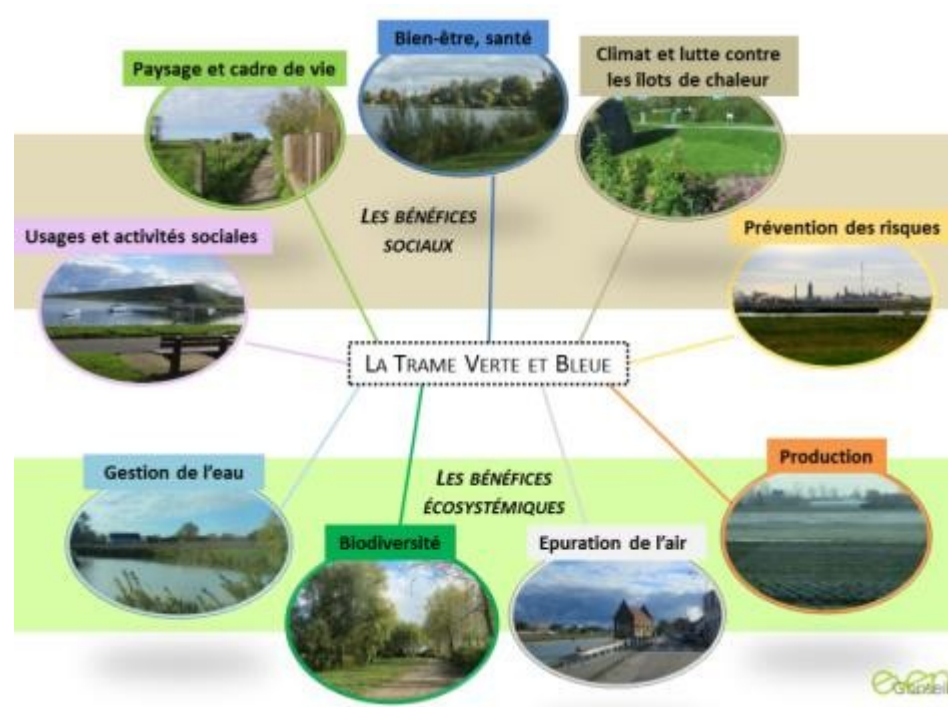 Bien-être, santé
Paysage et cadre de vie
Climat et lutte contre
les îlots de chaleur
LES BÉNÉFICES
SOCIAUX
Usages et activités sociales
Prévention des risques
LA TRAME VERTE ET BLEUE
Gestion de l'eau
LES BÉNÉFICES
ÉCOSYSTÉMIQUES
Production
Biodiversité
Epuration de l'air
even
Conseil